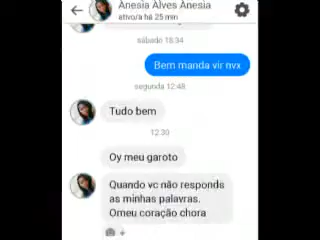 Anesia Alves Anesia
ativo/a há 25 min
sábado 18:34
Bem manda vir nvx
segunda 12:48
Tudo bem
12:30
Oy meu garoto
Quando vc não responds
as minhas palavras.
Omeu coração chora